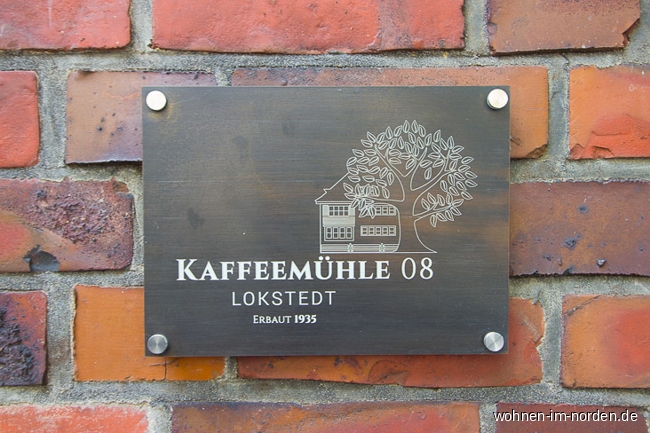 KAFFEEMÜHLE 08
LOKSTEDT
ERBAUT 1935
wohnen-im-norden.de